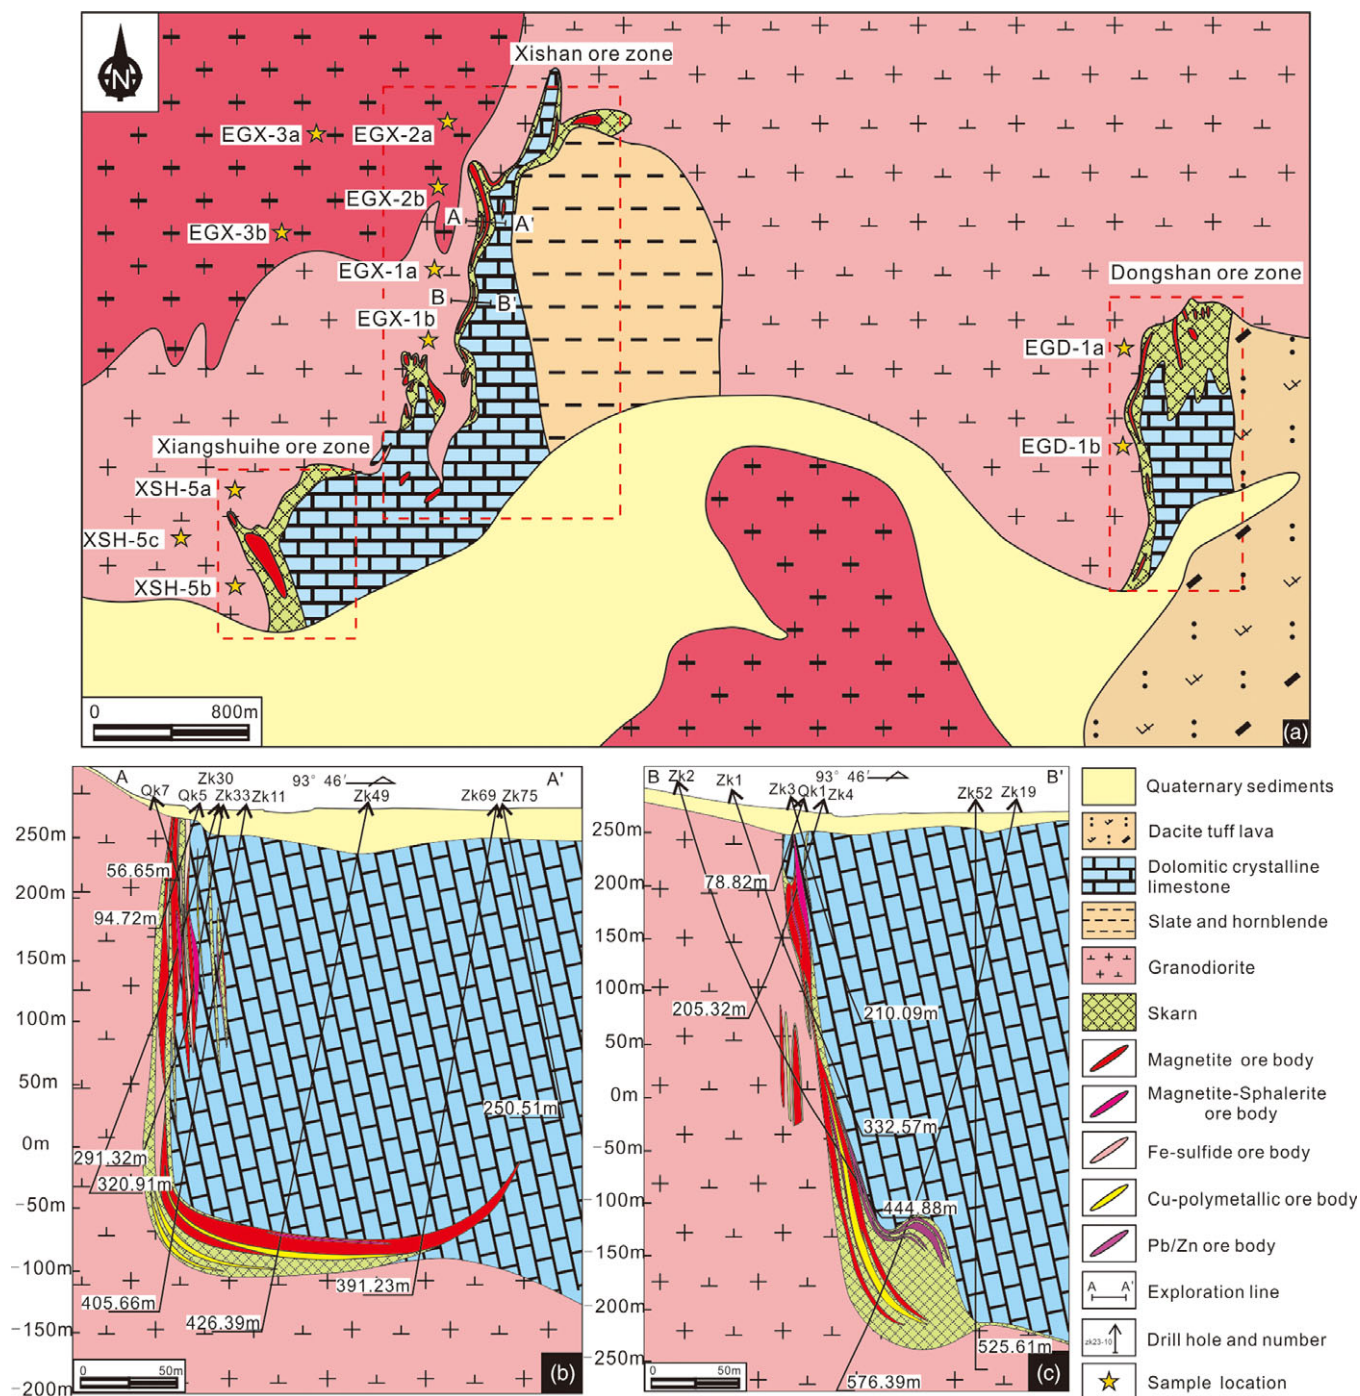 N
Xishan ore zone
EGX-3a
EGX-2a
EGX-2b
A
A'
EGX-3b
EGX-1a
B
B'
EGX-1b
Dongshan ore zone
EGD-1a
EGD-1b
Xiangshuihe ore zone
XSH-5a
XSH-5c
XSH-5b
0 800m
(a)
A
Qk7
Qk5
Zk30
Zk33
Zk11
93° 46′
Zk49
Zk69
Zk75
A'
250m
200m
150m
100m
50m
0m
−50m
−100m
−150m
−200m
56.65m
94.72m
291.32m
320.91m
405.66m
426.39m
391.23m
250.51m
0 50m
(b)
B
Zk2
Zk1
Zk3
Qk1
Zk4
93° 46′
Zk52
Zk19
B'
250m
200m
150m
100m
50m
0m
−50m
−100m
−150m
−200m
−250m
78.82m
205.32m
210.09m
332.57m
444.88m
525.61m
576.39m
0 50m
(c)
Quaternary sediments
Dacite tuff lava
Dolomitic crystalline
limestone
Slate and hornblende
Granodiorite
Skarn
Magnetite ore body
Magnetite-Sphalerite
ore body
Fe-sulfide ore body
Cu-polymetallic ore body
Pb/Zn ore body
A A'
Exploration line
zk23-10
Drill hole and number
Sample location